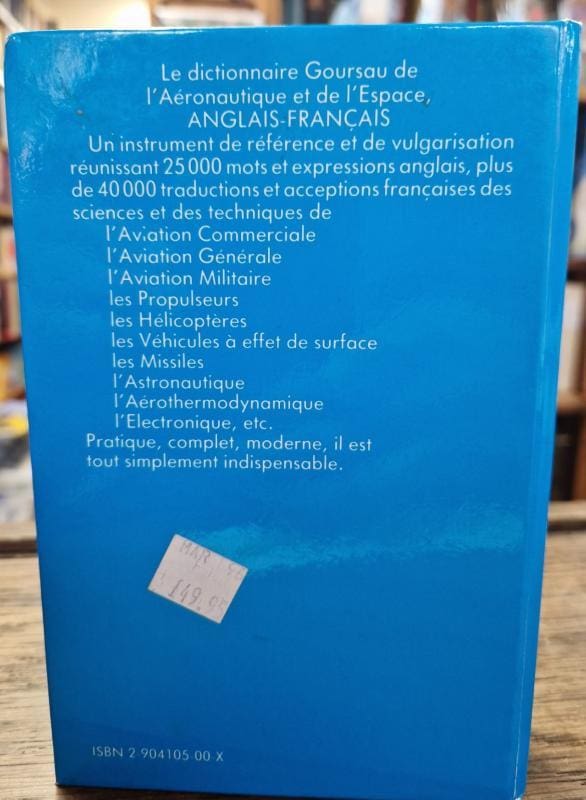 Le dictionnaire Goursau de
l'Aéronautique et de l'Espace,
ANGLAIS-FRANÇAIS
Un instrument de référence et de vulgarisation
réunissant 25 000 mots et expressions anglais, plus
de 40 000 traductions et acceptions françaises des
sciences et des techniques de
l'Aviation Commerciale
l'Aviation Générale
l'Aviation Militaire
les Propulseurs
les Hélicoptères
les Véhicules à effet de surface
les Missiles
l'Astronautique
l'Aérothermodynamique
l'Electronique, etc.
Pratique, complet, moderne, il est
tout simplement indispensable.
MAR
149.95
ISBN 2 904105 00 X